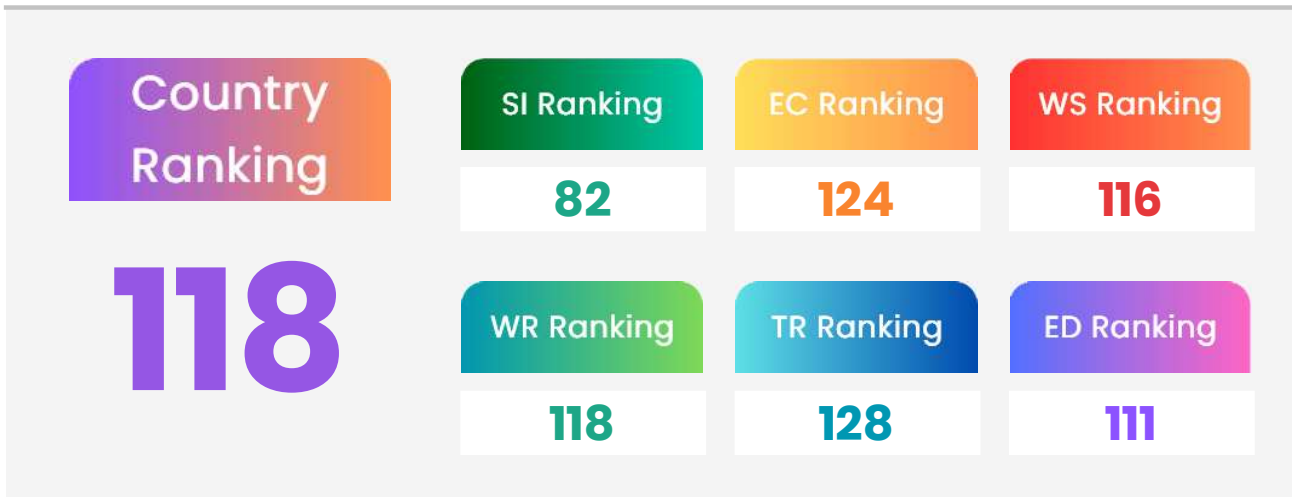 Country
Ranking
118
SI Ranking
82
EC Ranking
124
WS Ranking
116
WR Ranking
118
TR Ranking
128
ED Ranking
111